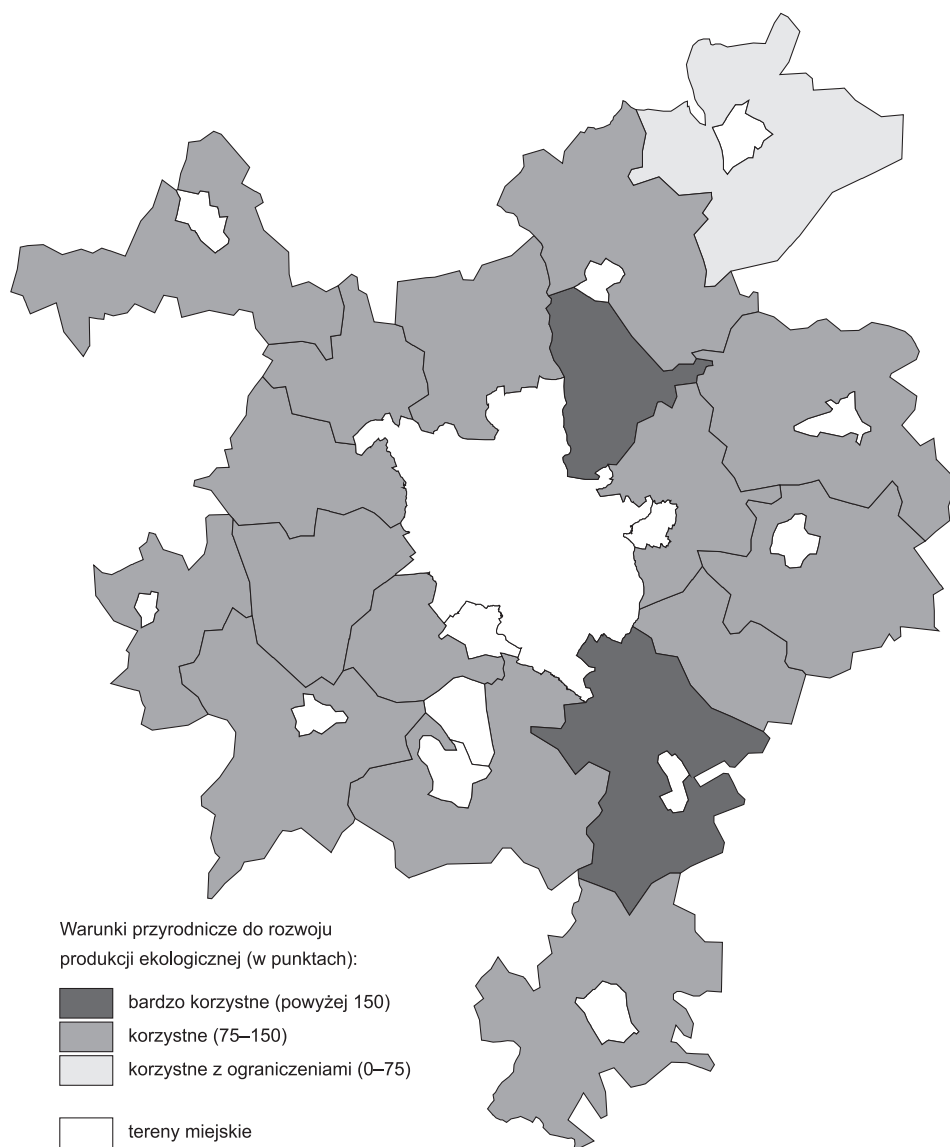 Warunki przyrodnicze do rozwoju
produkcji ekologicznej (w punktach):
bardzo korzystne (powyżej 150)
korzystne (75–150)
korzystne z ograniczeniami (0–75)
tereny miejskie